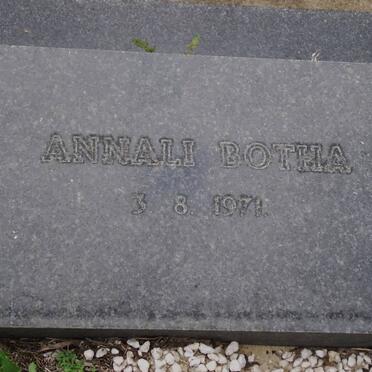 ANNALI BOTHA
3. 8. 1971.